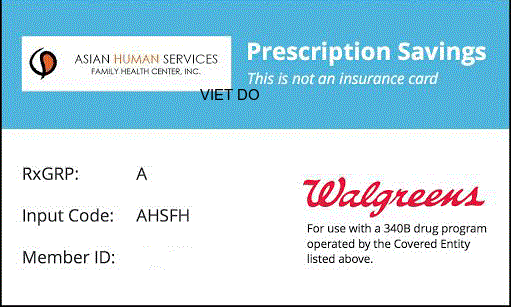 ASIAN HUMAN SERVICES
FAMILY HEALTH CENTER, INC.
Prescription Savings
This is not an insurance card
VIET DO
RxGRP: A
Input Code: AHSFH
Member ID:
Walgreens
For use with a 340B drug program
operated by the Covered Entity
listed above.